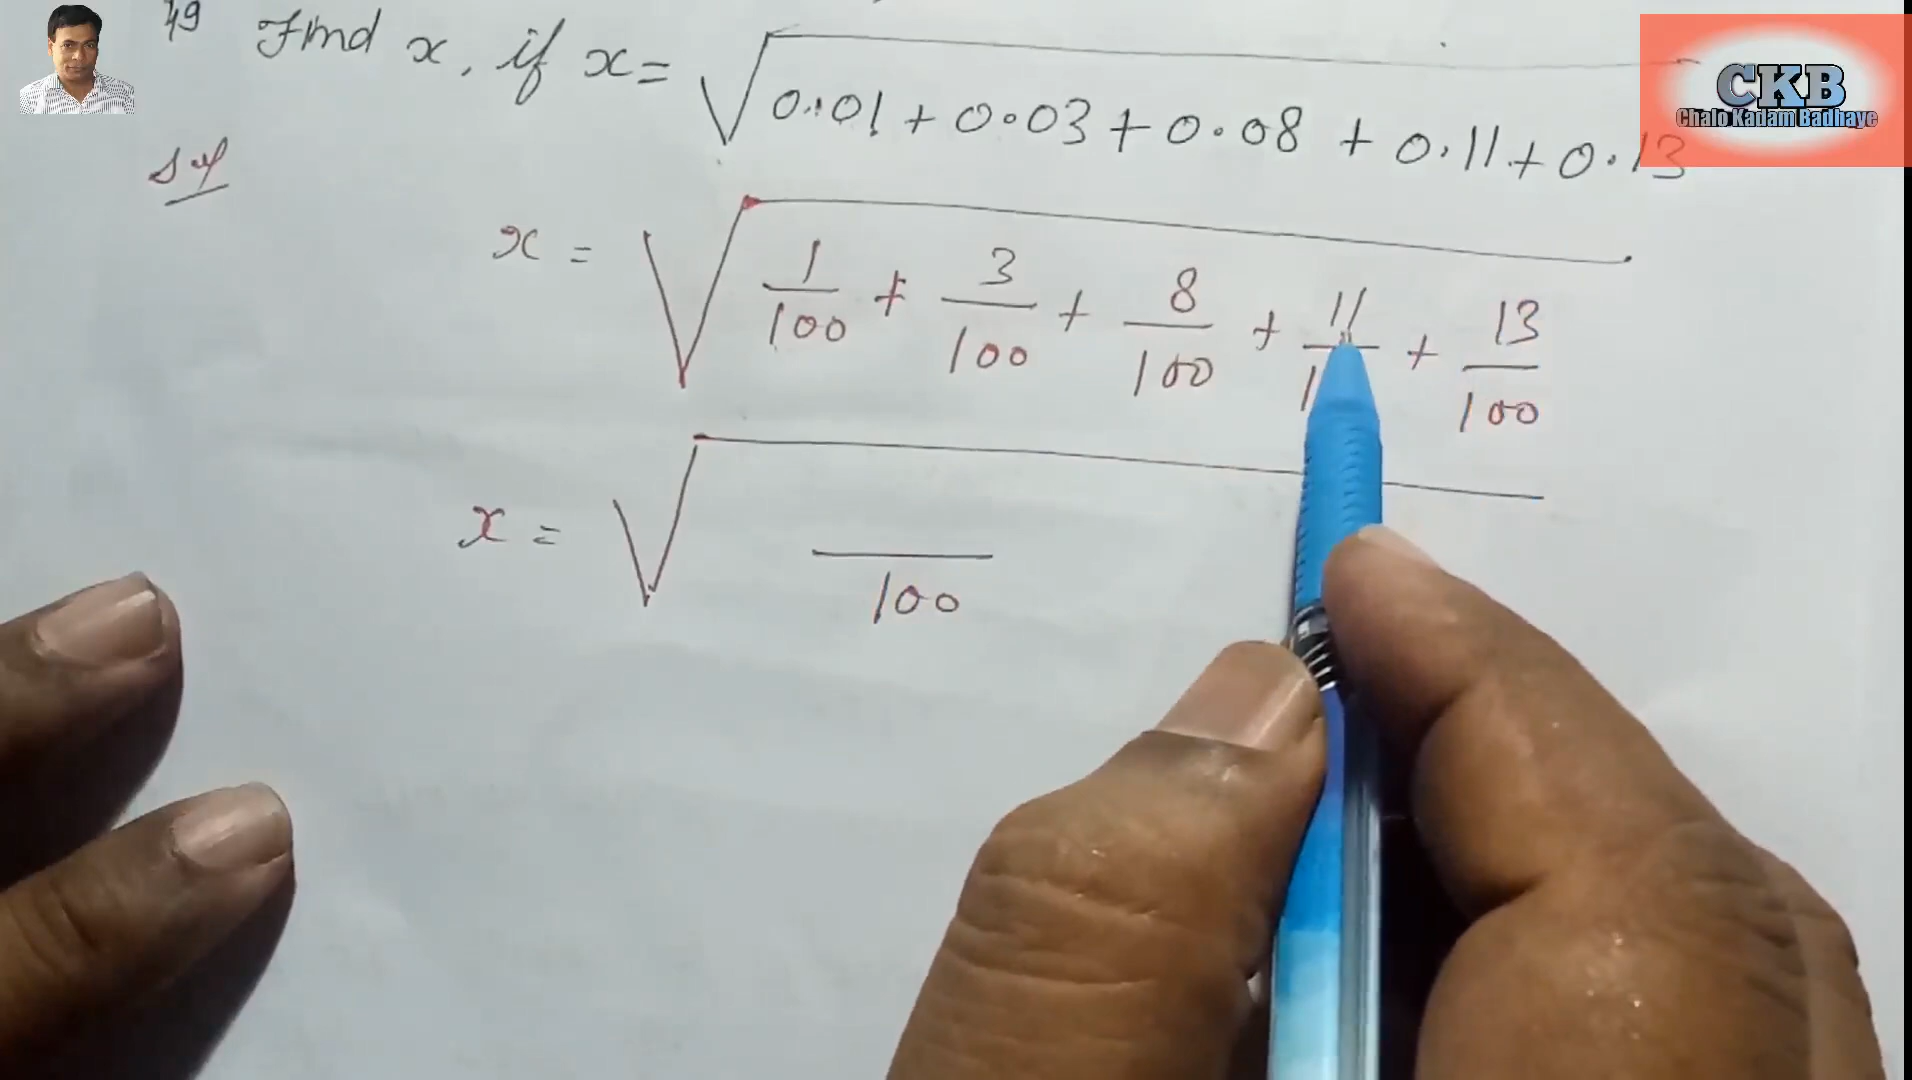 49 Find x, if x = √0.01 + 0.03 + 0.08 + 0.11 + 0.13
CKB
Chalo Kadam Badhaye
x = √1/100 + 3/100 + 8/100 + 11/1 + 13/100
x = √ /100